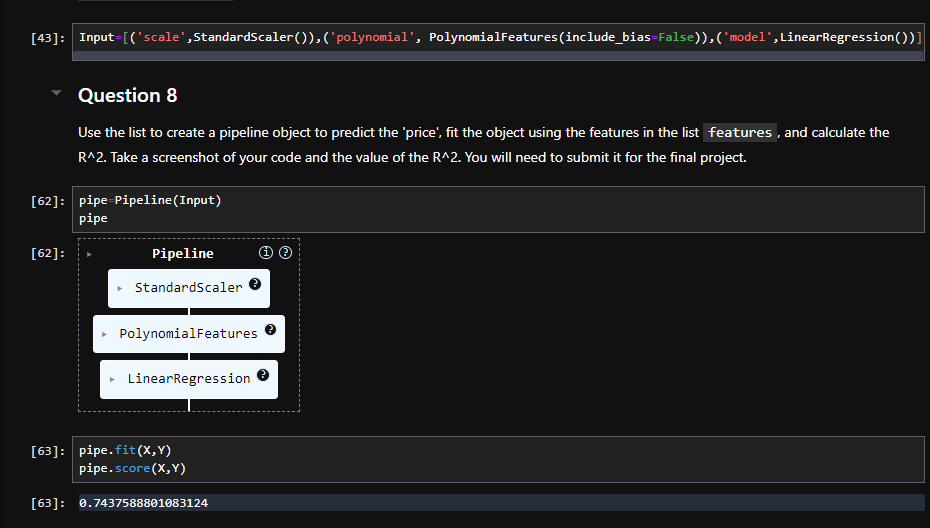 [43]: Input=[('scale',StandardScaler()),('polynomial', PolynomialFeatures(include_bias=False)),('model',LinearRegression())]
Question 8
Use the list to create a pipeline object to predict the 'price', fit the object using the features in the list features, and calculate the
R^2. Take a screenshot of your code and the value of the R^2. You will need to submit it for the final project.
[62]: pipe=Pipeline(Input)
pipe
[62]: Pipeline i ?
StandardScaler ?
PolynomialFeatures ?
LinearRegression ?
[63]: pipe.fit(X,Y)
pipe.score(X,Y)
[63]: 0.7437588801083124